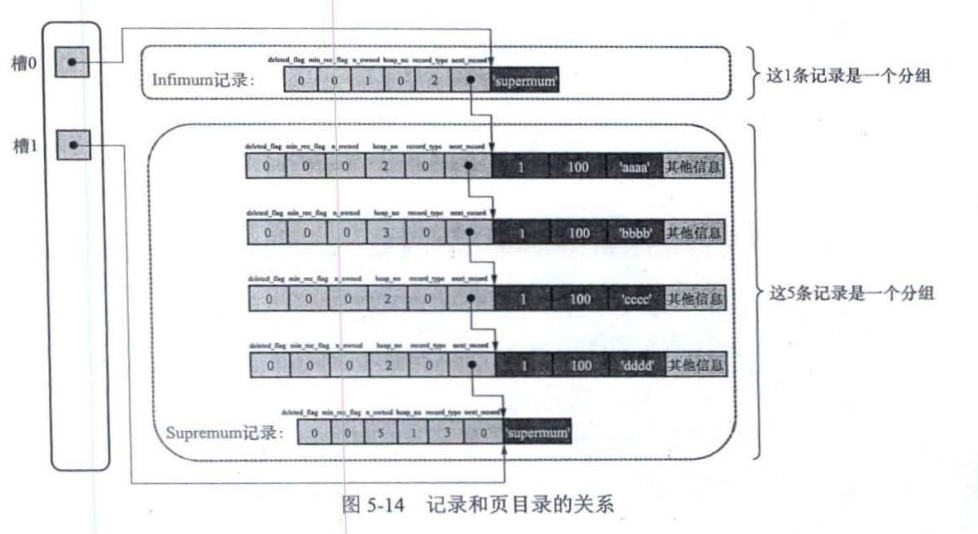 槽0
deleted_flag min_rec_flag n_owned heap_no record_type next_record
Infimum记录: 0 0 1 0 2 'supermum'
这1条记录是一个分组
槽1
deleted_flag min_rec_flag n_owned heap_no record_type next_record
0 0 0 2 0 1 100 'aaaa' 其他信息
deleted_flag min_rec_flag n_owned heap_no record_type next_record
0 0 0 3 0 1 100 'bbbb' 其他信息
deleted_flag min_rec_flag n_owned heap_no record_type next_record
0 0 0 2 0 1 100 'cccc' 其他信息
这5条记录是一个分组
deleted_flag min_rec_flag n_owned heap_no record_type next_record
0 0 0 2 0 1 100 'dddd' 其他信息
deleted_flag min_rec_flag n_owned heap_no record_type next_record
Supremum记录: 0 0 5 1 3 0 'supermum'
图 5-14 记录和页目录的关系